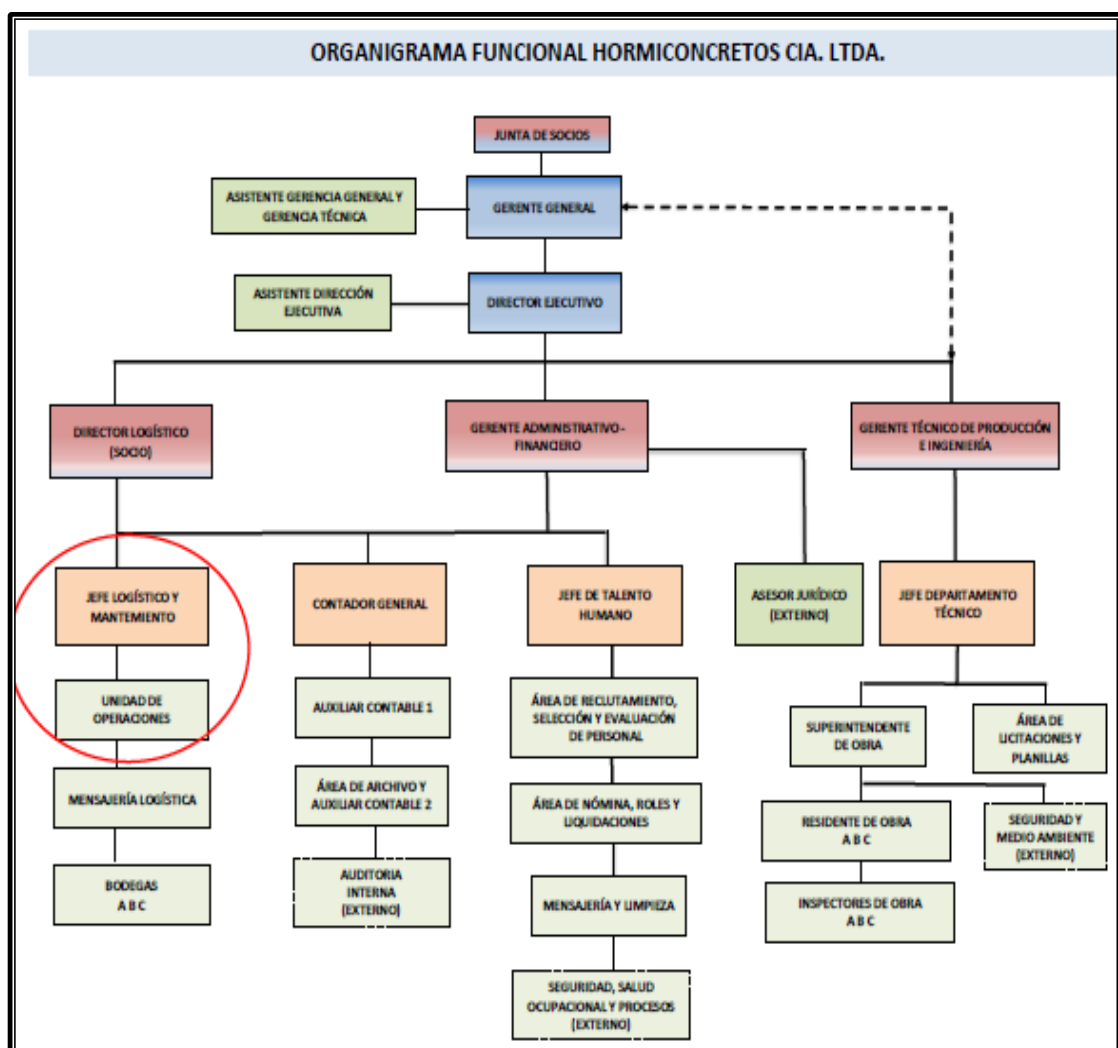 ORGANIGRAMA FUNCIONAL HORMICONCRETOS CIA. LTDA.
JUNTA DE SOCIOS
ASISTENTE GERENCIA GENERAL Y
GERENCIA TÉCNICA
GERENTE GENERAL
ASISTENTE DIRECCIÓN
EJECUTIVA
DIRECTOR EJECUTIVO
DIRECTOR LOGÍSTICO
(SOCIO)
GERENTE ADMINISTRATIVO-
FINANCIERO
GERENTE TÉCNICO DE PRODUCCIÓN
E INGENIERÍA
JEFE LOGÍSTICO Y
MANTEMIENTO
CONTADOR GENERAL
JEFE DE TALENTO
HUMANO
ASESOR JURÍDICO
(EXTERNO)
JEFE DEPARTAMENTO
TÉCNICO
UNIDAD DE
OPERACIONES
AUXILIAR CONTABLE 1
ÁREA DE RECLUTAMIENTO,
SELECCIÓN Y EVALUACIÓN
DE PERSONAL
SUPERINTENDENTE
DE OBRA
ÁREA DE
LICITACIONES Y
PLANILLAS
MENSAJERÍA LOGÍSTICA
ÁREA DE ARCHIVO Y
AUXILIAR CONTABLE 2
ÁREA DE NÓMINA, ROLES Y
LIQUIDACIONES
RESIDENTE DE OBRA
A B C
SEGURIDAD Y
MEDIO AMBIENTE
(EXTERNO)
BODEGAS
A B C
AUDITORIA
INTERNA
(EXTERNO)
MENSAJERÍA Y LIMPIEZA
INSPECTORES DE OBRA
A B C
SEGURIDAD, SALUD
OCUPACIONAL Y PROCESOS
(EXTERNO)